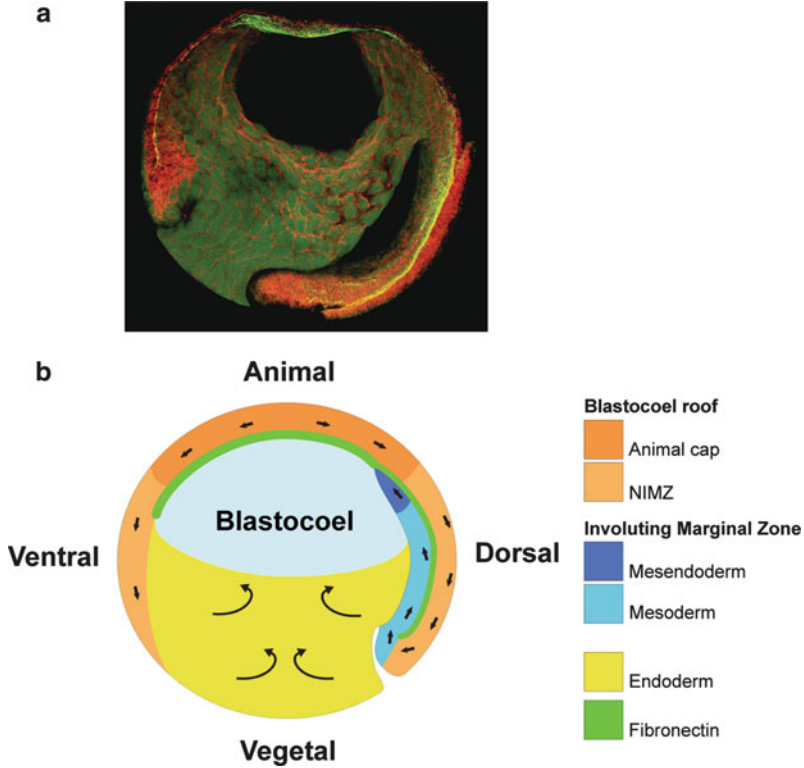 a
b
Animal
Ventral
Blastocoel
Dorsal
Vegetal
Blastocoel roof
Animal cap
NIMZ
Involuting Marginal Zone
Mesendoderm
Mesoderm
Endoderm
Fibronectin